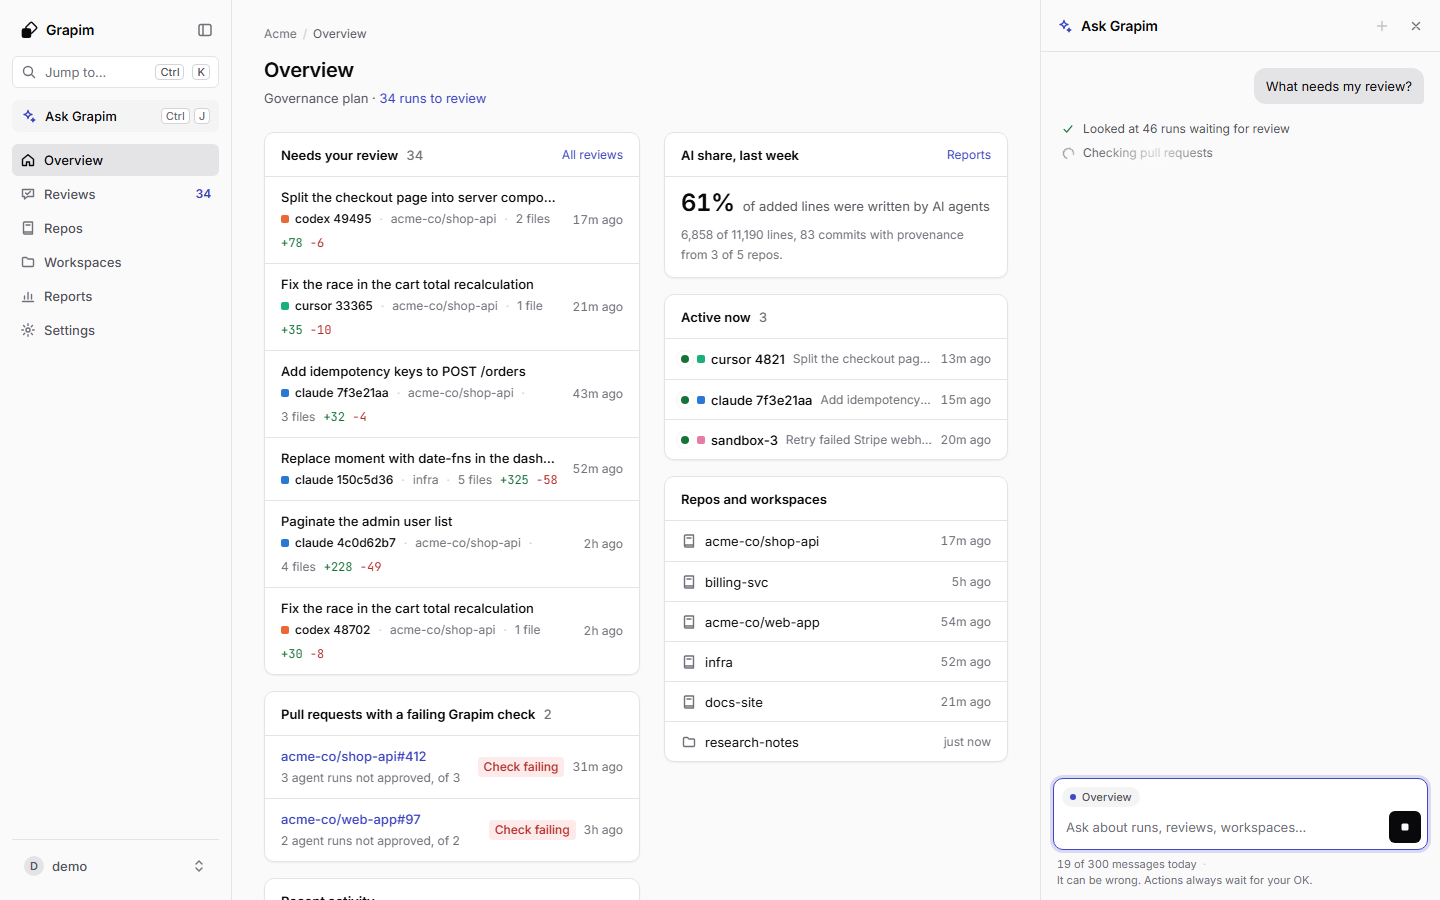 Grapim
Jump to...
Ctrl K
Ask Grapim
Ctrl J
Overview
Reviews
34
Repos
Workspaces
Reports
Settings
D
demo
Acme / Overview
Overview
Governance plan · 34 runs to review
Needs your review 34
All reviews
Split the checkout page into server compo...
codex 49495 · acme-co/shop-api · 2 files
+78 -6
17m ago
Fix the race in the cart total recalculation
cursor 33365 · acme-co/shop-api · 1 file
+35 -10
21m ago
Add idempotency keys to POST /orders
claude 7f3e21aa · acme-co/shop-api ·
3 files +32 -4
43m ago
Replace moment with date-fns in the dash...
claude 150c5d36 · infra · 5 files +325 -58
52m ago
Paginate the admin user list
claude 4c0d62b7 · acme-co/shop-api ·
4 files +228 -49
2h ago
Fix the race in the cart total recalculation
codex 48702 · acme-co/shop-api · 1 file
+30 -8
2h ago
Pull requests with a failing Grapim check 2
acme-co/shop-api#412
3 agent runs not approved, of 3
Check failing
31m ago
acme-co/web-app#97
2 agent runs not approved, of 2
Check failing
3h ago
Recent activity
AI share, last week
Reports
61% of added lines were written by AI agents
6,858 of 11,190 lines, 83 commits with provenance
from 3 of 5 repos.
Active now 3
cursor 4821 Split the checkout pag... 13m ago
claude 7f3e21aa Add idempotency... 15m ago
sandbox-3 Retry failed Stripe webh... 20m ago
Repos and workspaces
acme-co/shop-api 17m ago
billing-svc 5h ago
acme-co/web-app 54m ago
infra 52m ago
docs-site 21m ago
research-notes just now
Ask Grapim
What needs my review?
Looked at 46 runs waiting for review
Checking pull requests
Overview
Ask about runs, reviews, workspaces...
19 of 300 messages today ·
It can be wrong. Actions always wait for your OK.